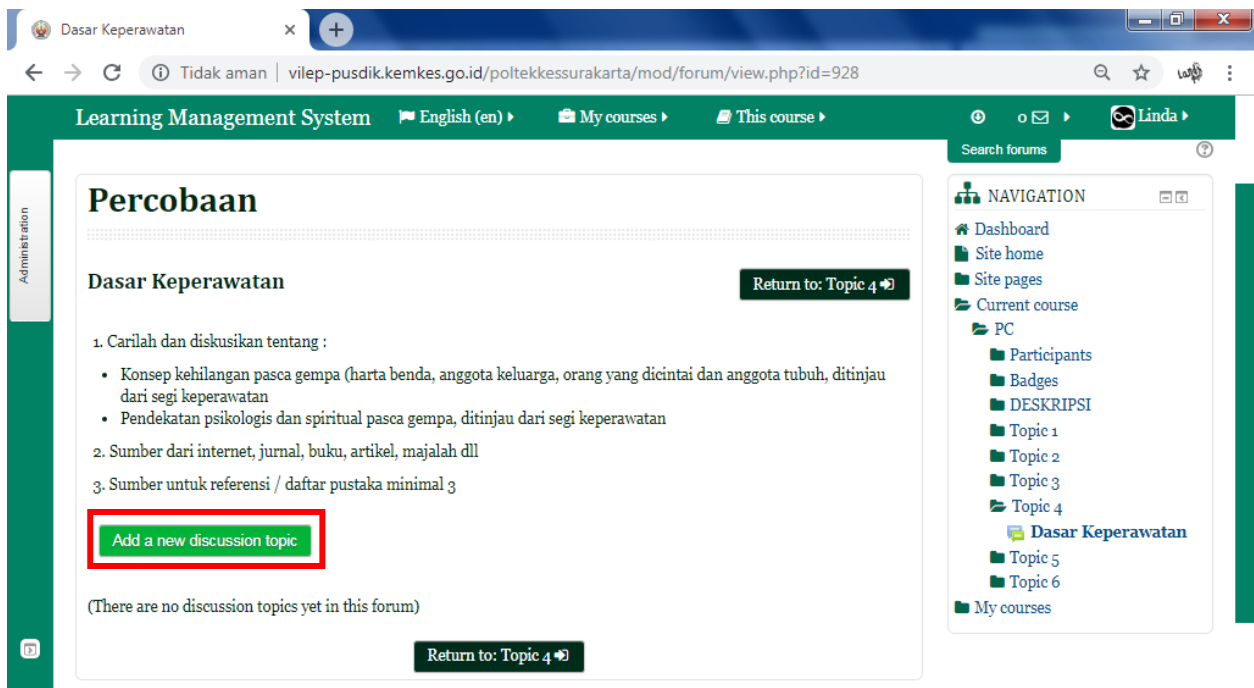 Dasar Keperawatan
Tidak aman | vilep-pusdik.kemkes.go.id/poltekkessurakarta/mod/forum/view.php?id=928
Learning Management System English (en) My courses This course 0 Linda
Search forums
Administration
Percobaan
Dasar Keperawatan
Return to: Topic 4
1. Carilah dan diskusikan tentang :
• Konsep kehilangan pasca gempa (harta benda, anggota keluarga, orang yang dicintai dan anggota tubuh, ditinjau
dari segi keperawatan
• Pendekatan psikologis dan spiritual pasca gempa, ditinjau dari segi keperawatan
2. Sumber dari internet, jurnal, buku, artikel, majalah dll
3. Sumber untuk referensi / daftar pustaka minimal 3
Add a new discussion topic
(There are no discussion topics yet in this forum)
Return to: Topic 4
NAVIGATION
Dashboard
Site home
Site pages
Current course
PC
Participants
Badges
DESKRIPSI
Topic 1
Topic 2
Topic 3
Topic 4
Dasar Keperawatan
Topic 5
Topic 6
My courses